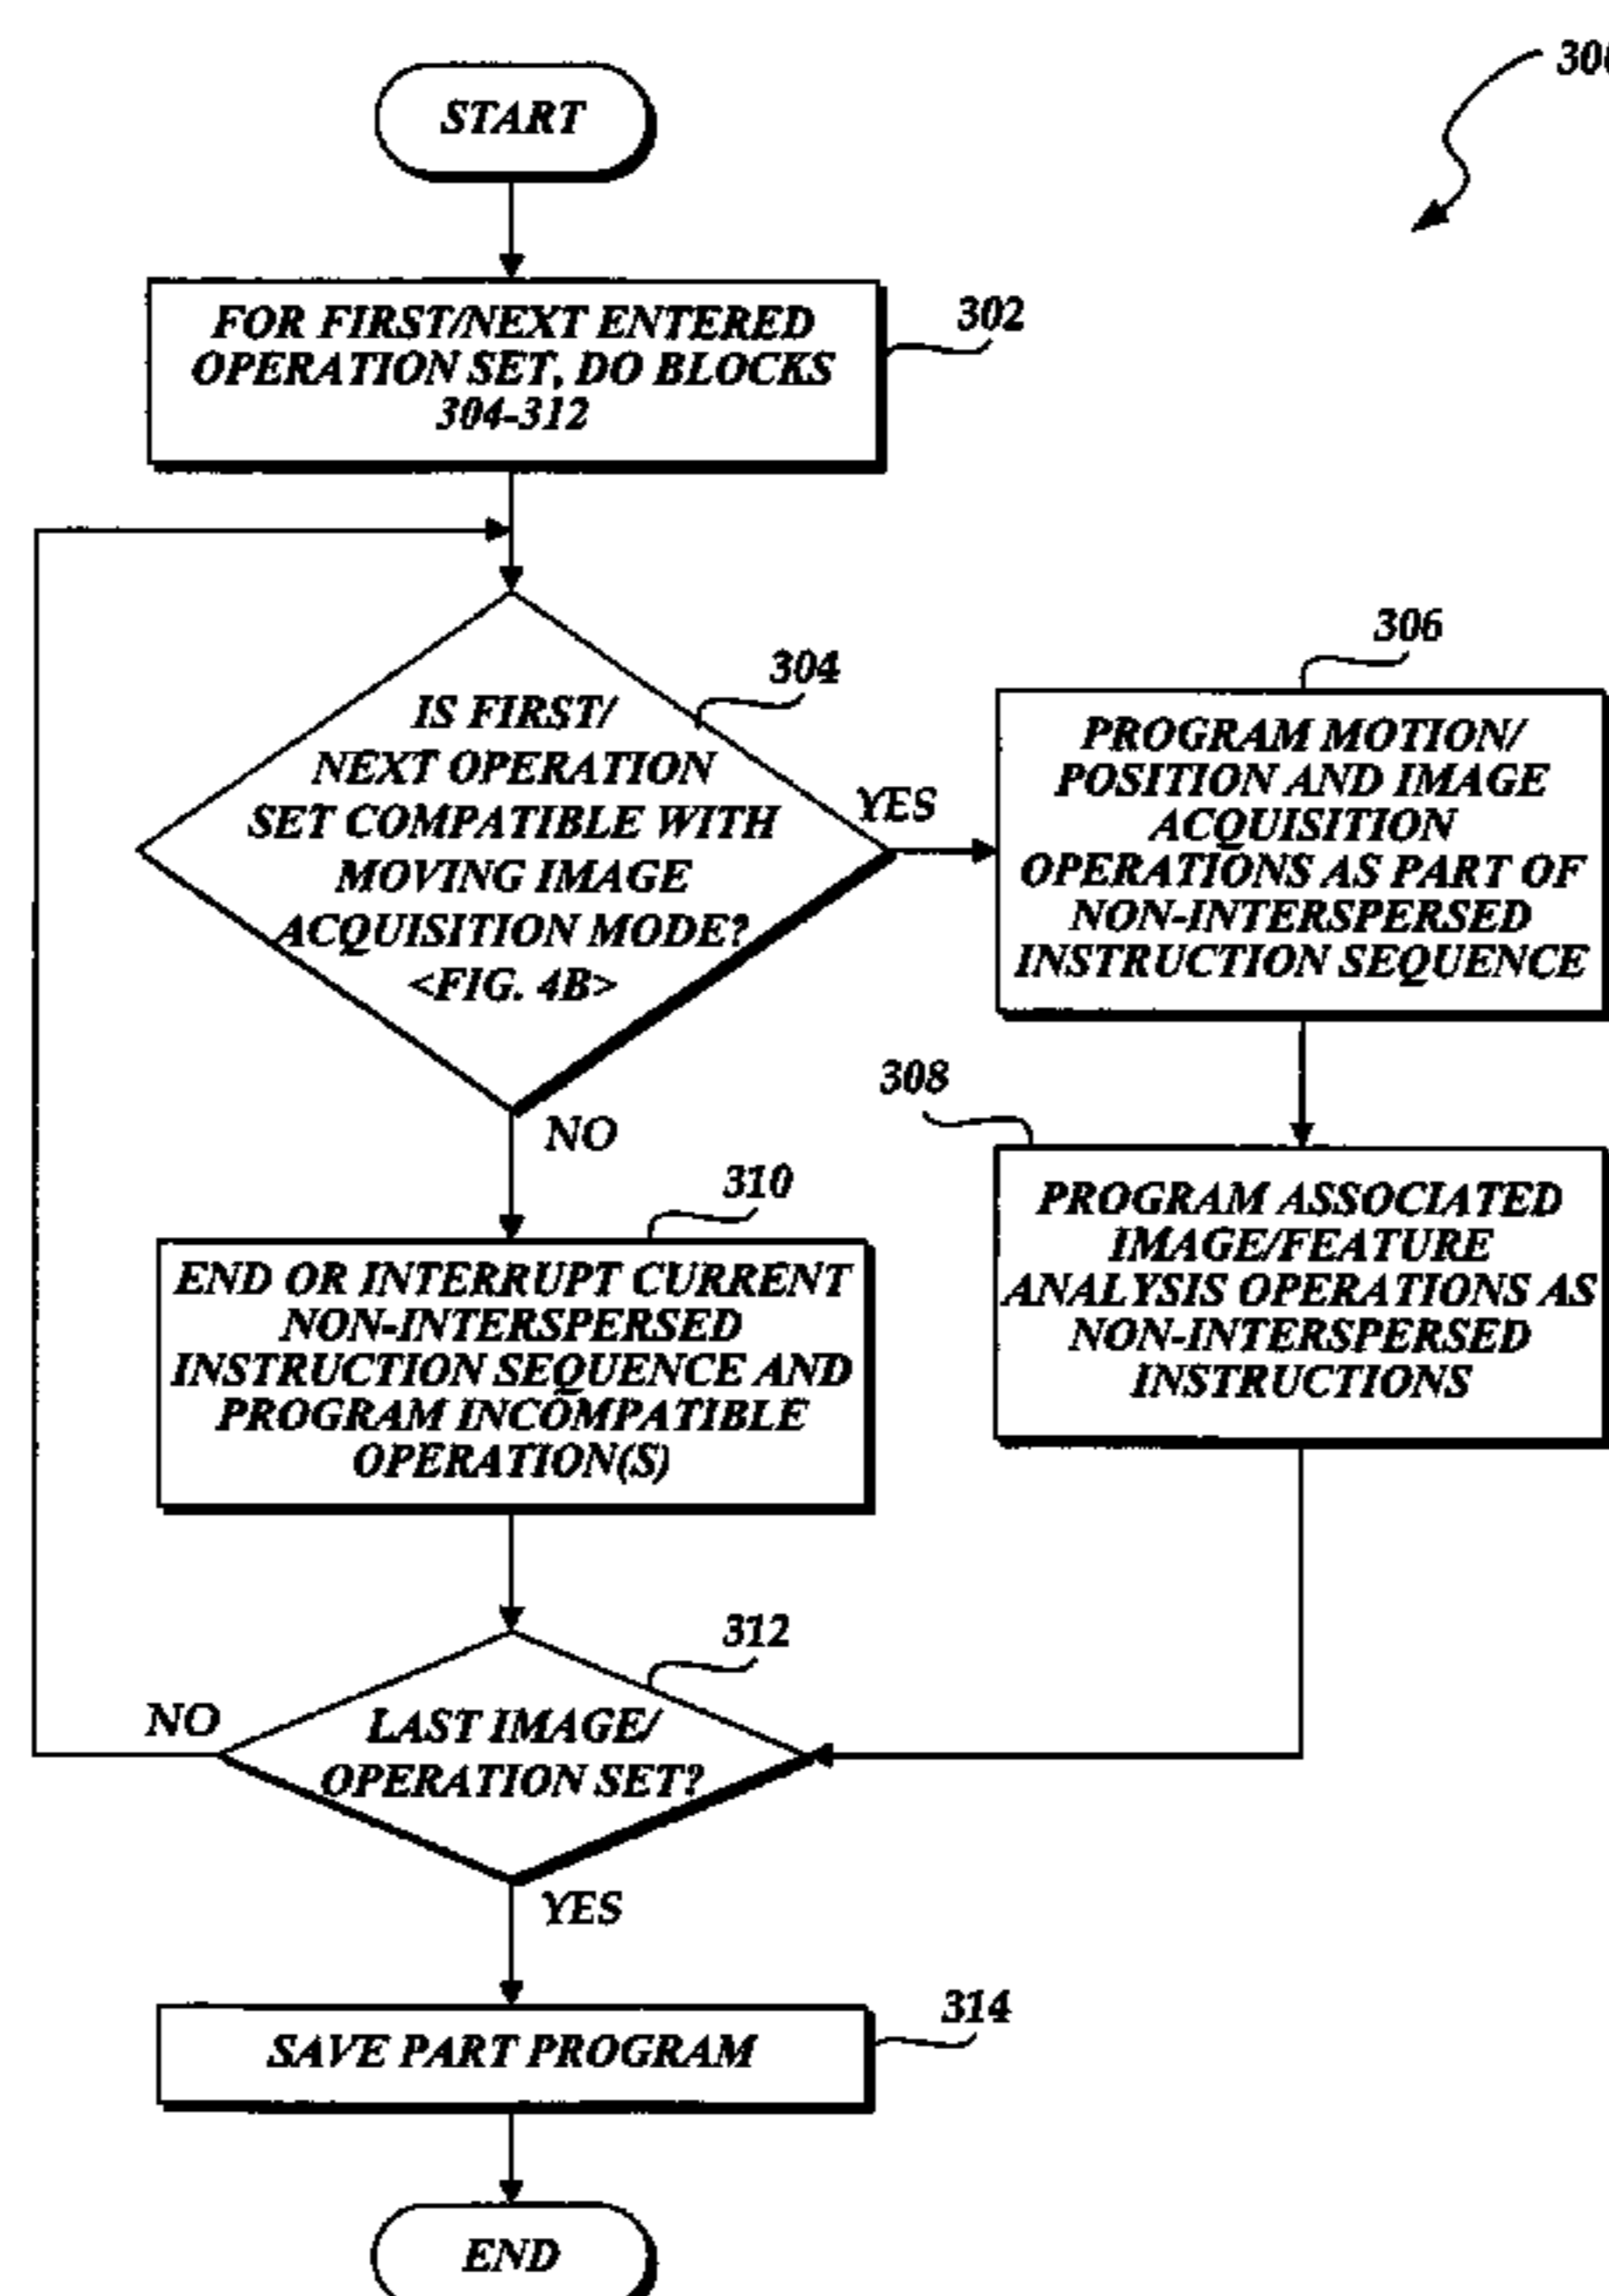 300
START
FOR FIRST/NEXT ENTERED
OPERATION SET, DO BLOCKS
304-312
302
IS FIRST/
NEXT OPERATION
SET COMPATIBLE WITH
MOVING IMAGE
ACQUISITION MODE?
<FIG. 4B>
304
YES
NO
306
PROGRAM MOTION/
POSITION AND IMAGE
ACQUISITION
OPERATIONS AS PART OF
NON-INTERSPERSED
INSTRUCTION SEQUENCE
308
PROGRAM ASSOCIATED
IMAGE/FEATURE
ANALYSIS OPERATIONS AS
NON-INTERSPERSED
INSTRUCTIONS
310
END OR INTERRUPT CURRENT
NON-INTERSPERSED
INSTRUCTION SEQUENCE AND
PROGRAM INCOMPATIBLE
OPERATION(S)
312
NO
LAST IMAGE/
OPERATION SET?
YES
314
SAVE PART PROGRAM
END